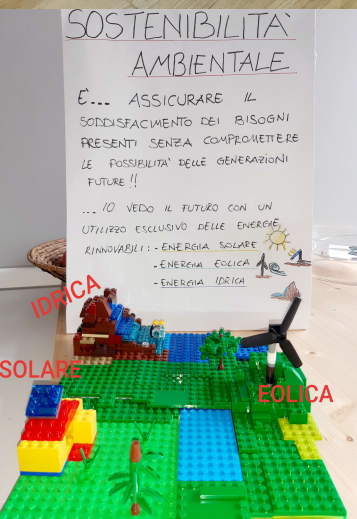 SOSTENIBILITÀ
AMBIENTALE
È... ASSICURARE IL
SODDISFACIMENTO DEI BISOGNI
PRESENTI SENZA COMPROMETTERE
LE POSSIBILITÀ DELLE GENERAZIONI
FUTURE !!
... IO VEDO IL FUTURO CON UN
UTILIZZO ESCLUSIVO DELLE ENERGIE
RINNOVABILI : - ENERGIA SOLARE
- ENERGIA EOLICA
- ENERGIA IDRICA
IDRICA
SOLARE
EOLICA